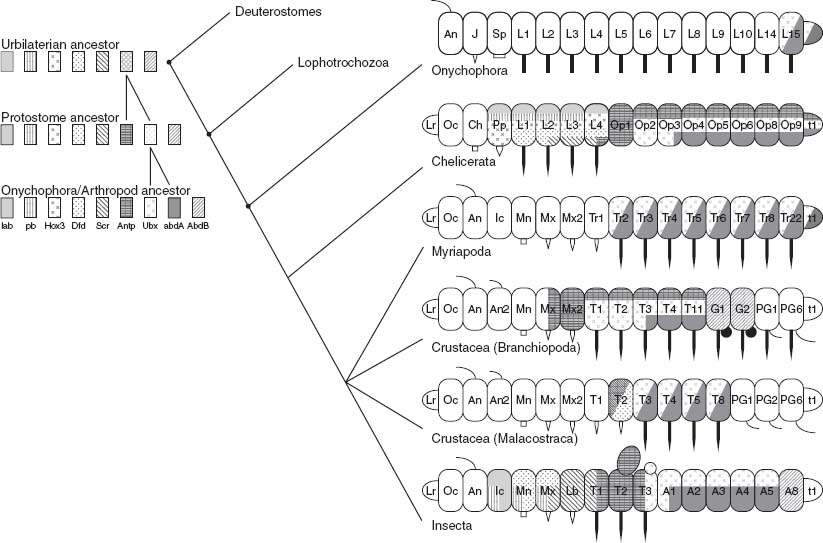 Deuterostomes
Urbilaterian ancestor
Lophotrochozoa
Protostome ancestor
Onychophora/Arthropod ancestor
lab pb Hox3 Dfd Scr Antp Ubx abdA AbdB
An J Sp L1 L2 L3 L4 L5 L6 L7 L8 L9 L10 L14 L15
Onychophora
Lr Oc Ch Pp L1 L2 L3 L4 Op1 Op2 Op3 Op4 Op5 Op6 Op8 Op9 t1
Chelicerata
Lr Oc An Ic Mn Mx Mx2 Tr1 Tr2 Tr3 Tr4 Tr5 Tr6 Tr7 Tr8 Tr22 t1
Myriapoda
Lr Oc An An2 Mn Mx Mx2 T1 T2 T3 T4 T11 G1 G2 PG1 PG6 t1
Crustacea (Branchiopoda)
Lr Oc An An2 Mn Mx Mx2 T1 T2 T3 T4 T5 T8 PG1 PG2 PG6 t1
Crustacea (Malacostraca)
Lr Oc An Ic Mn Mx Lb T1 T2 T3 A1 A2 A3 A4 A5 A8 t1
Insecta